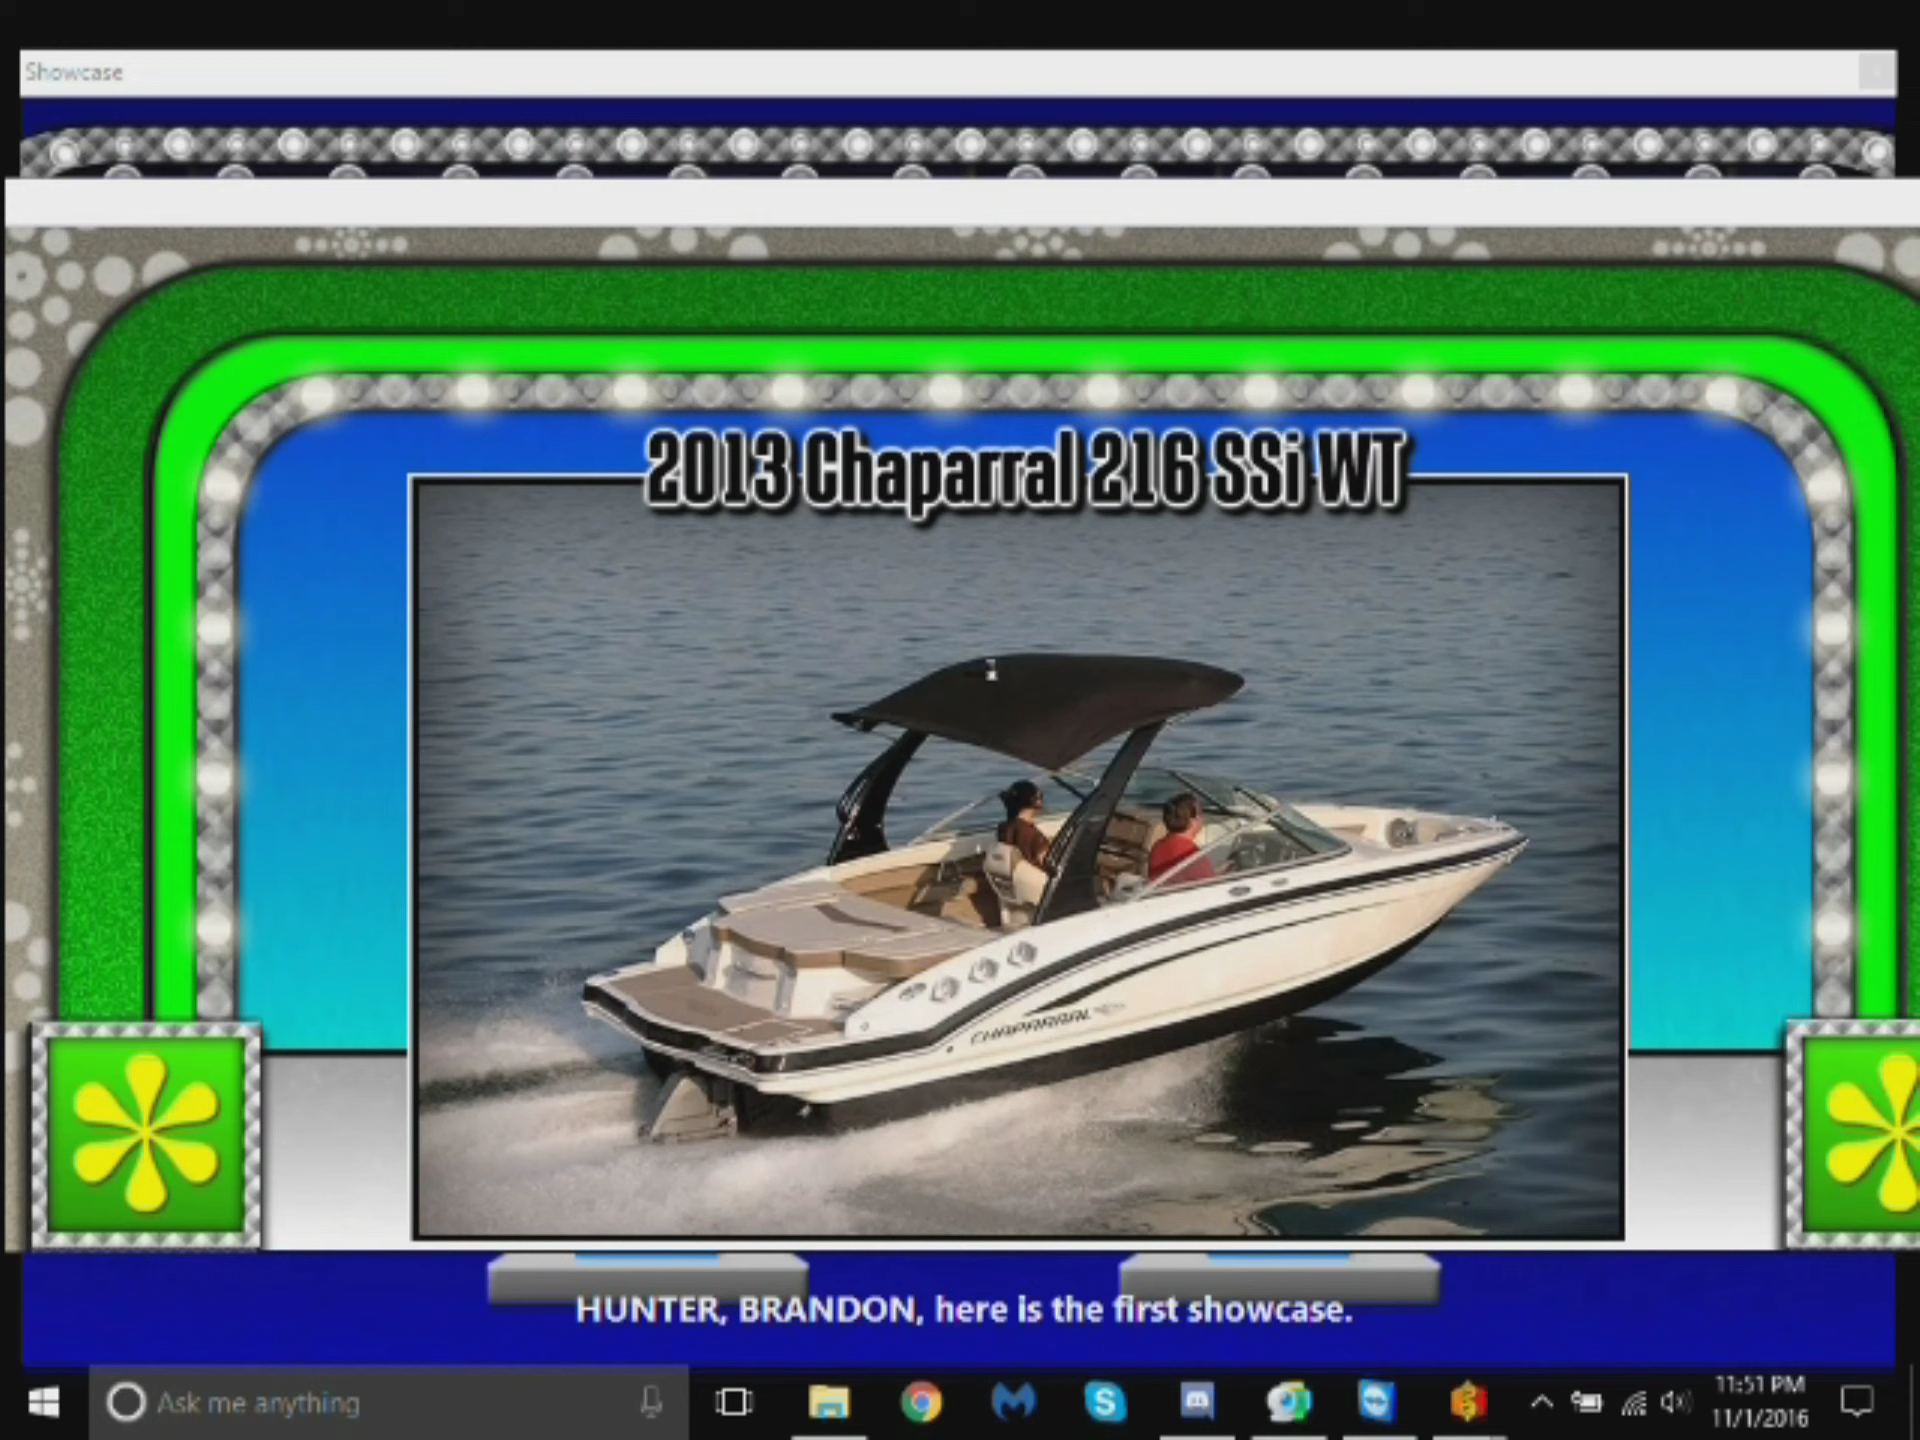 Showcase
2013 Chaparral 216 SSi WT
CHAPARRAL
HUNTER, BRANDON, here is the first showcase.
Ask me anything
11:51 PM
11/1/2016